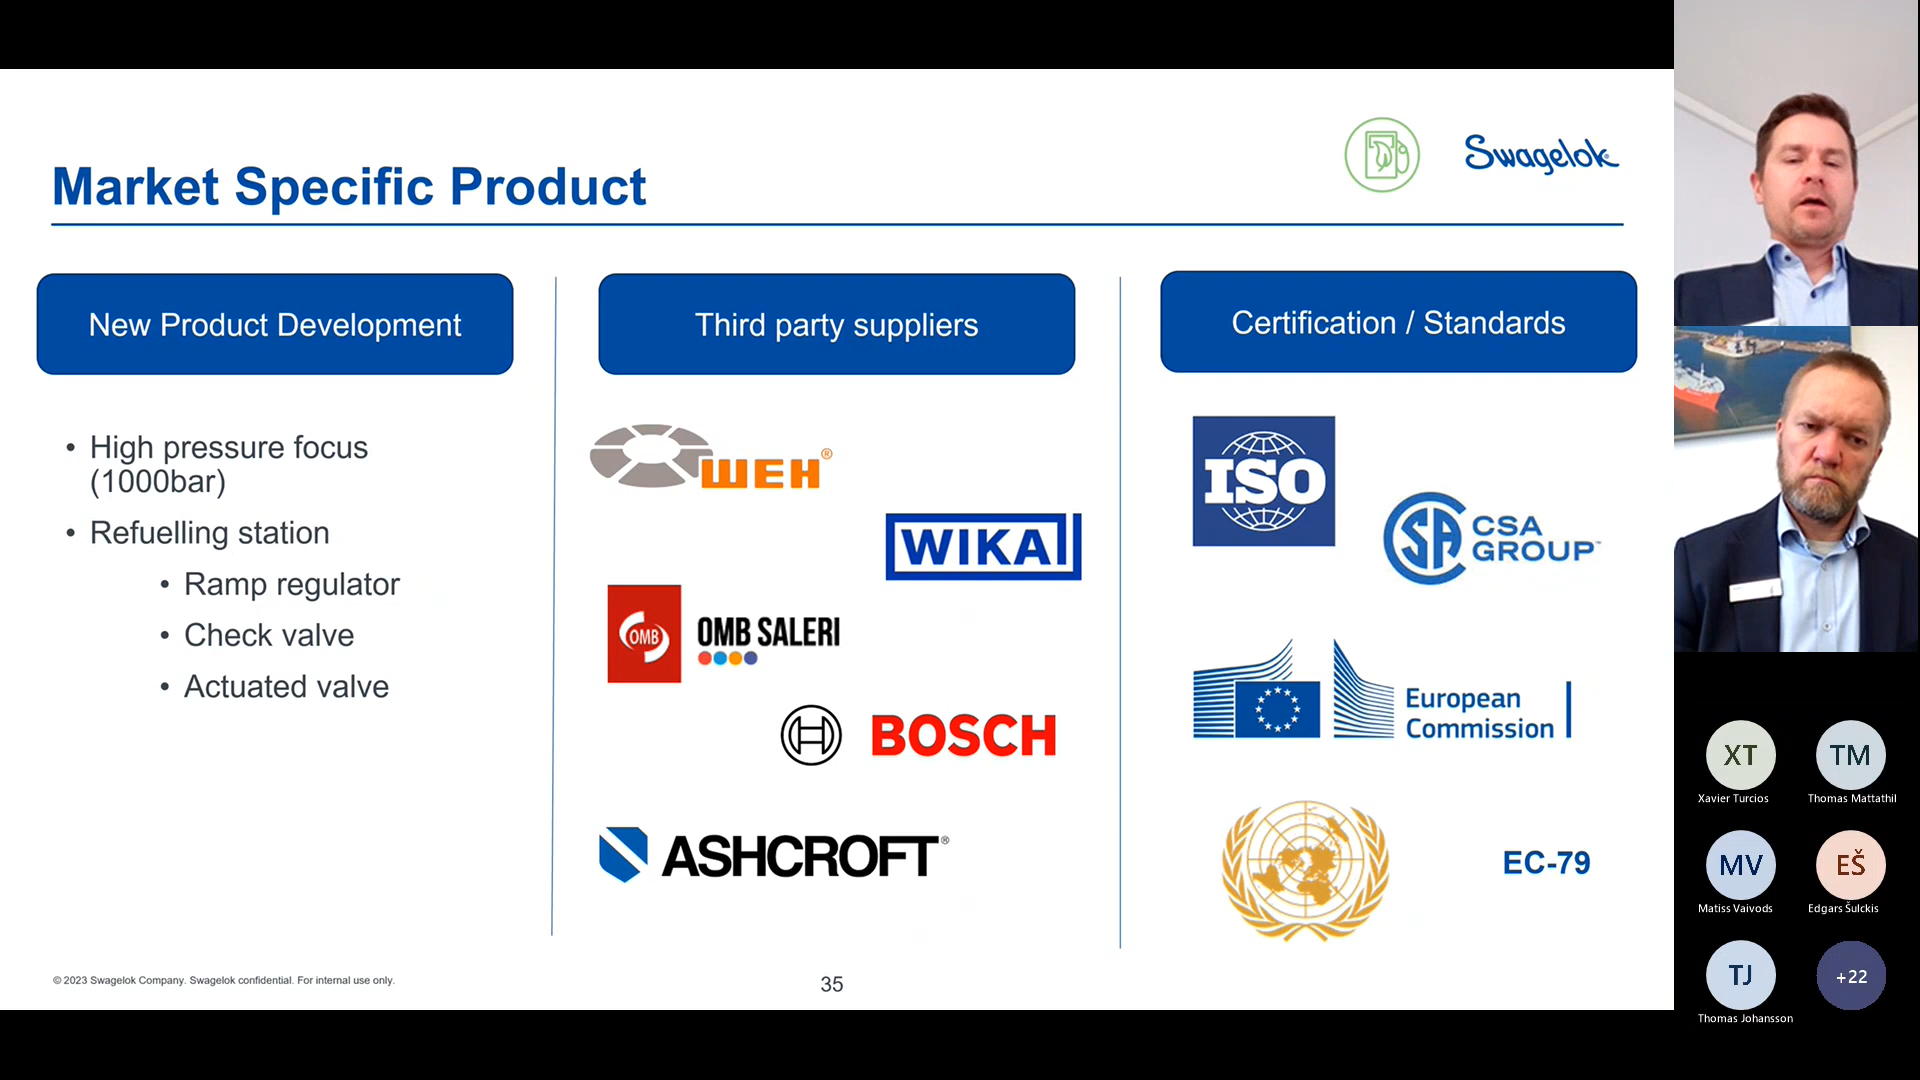 Swagelok
Market Specific Product
New Product Development
• High pressure focus
(1000bar)
• Refuelling station
• Ramp regulator
• Check valve
• Actuated valve
Third party suppliers
WEH®
WIKA
OMB
OMB SALERI
BOSCH
ASHCROFT®
Certification / Standards
ISO
CSA
GROUP™
European
Commission
EC-79
© 2023 Swagelok Company. Swagelok confidential. For internal use only.
35
XT
Xavier Turcios
TM
Thomas Mattathil
MV
Matiss Vaivods
EŠ
Edgars Šulckis
TJ
Thomas Johansson
+22